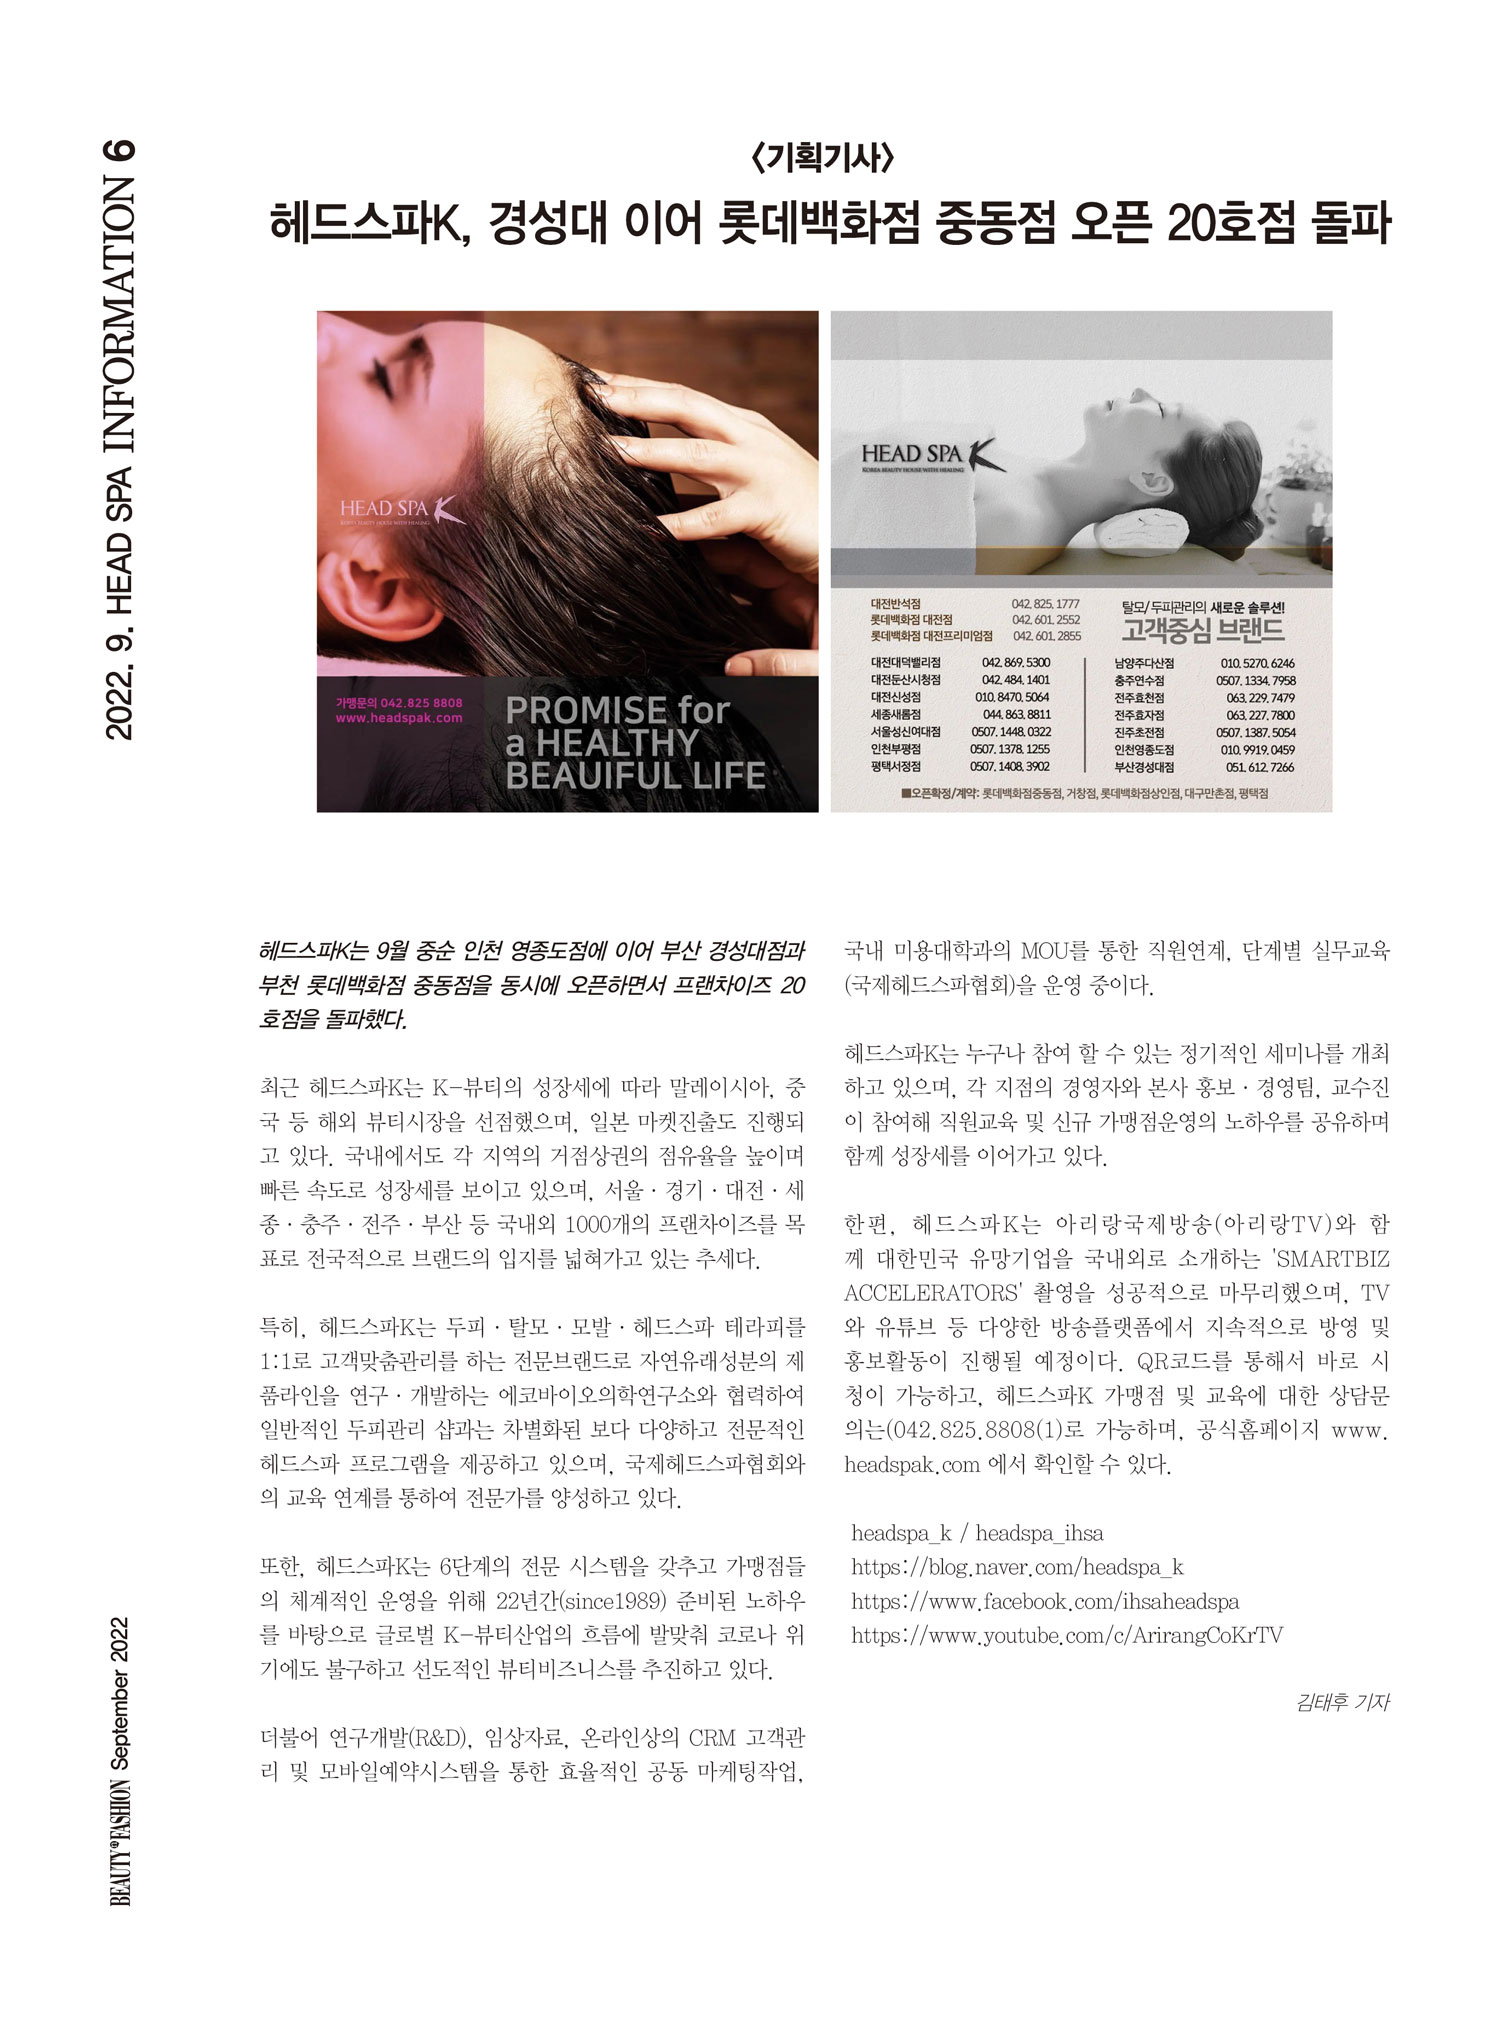 2022. 9. HEAD SPA INFORMATION 6
〈기획기사〉
헤드스파K, 경성대 이어 롯데백화점 중동점 오픈 20호점 돌파
HEAD SPA K
KOREA BEAUTY HOUSE WITH HEALING
가맹문의 042.825 8808
www.headspak.com
PROMISE for
a HEALTHY
BEAUIFUL LIFE
HEAD SPA K
KOREA BEAUTY HOUSE WITH HEALING
대전반석점 042. 825. 1777
롯데백화점 대전점 042. 601. 2552
롯데백화점 대전프리미엄점 042. 601. 2855
탈모/두피관리의 새로운 솔루션!
고객중심 브랜드
대전대덕밸리점 042. 869. 5300
대전둔산시청점 042. 484. 1401
대전신성점 010. 8470. 5064
세종새롬점 044. 863. 8811
서울성신여대점 0507. 1448. 0322
인천부평점 0507. 1378. 1255
평택서정점 0507. 1408. 3902
남양주다산점 010. 5270. 6246
충주연수점 0507. 1334. 7958
전주효천점 063. 229. 7479
전주효자점 063. 227. 7800
진주초전점 0507. 1387. 5054
인천영종도점 010. 9919. 0459
부산경성대점 051. 612. 7266
■오픈확정/계약: 롯데백화점중동점, 거창점, 롯데백화점상인점, 대구만촌점, 평택점
헤드스파K는 9월 중순 인천 영종도점에 이어 부산 경성대점과
부천 롯데백화점 중동점을 동시에 오픈하면서 프랜차이즈 20
호점을 돌파했다.
최근 헤드스파K는 K-뷰티의 성장세에 따라 말레이시아, 중
국 등 해외 뷰티시장을 선점했으며, 일본 마켓진출도 진행되
고 있다. 국내에서도 각 지역의 거점상권의 점유율을 높이며
빠른 속도로 성장세를 보이고 있으며, 서울·경기·대전·세
종·충주·전주·부산 등 국내외 1000개의 프랜차이즈를 목
표로 전국적으로 브랜드의 입지를 넓혀가고 있는 추세다.
특히, 헤드스파K는 두피·탈모·모발·헤드스파 테라피를
1:1로 고객맞춤관리를 하는 전문브랜드로 자연유래성분의 제
품라인을 연구·개발하는 에코바이오의학연구소와 협력하여
일반적인 두피관리 샵과는 차별화된 보다 다양하고 전문적인
헤드스파 프로그램을 제공하고 있으며, 국제헤드스파협회와
의 교육 연계를 통하여 전문가를 양성하고 있다.
또한, 헤드스파K는 6단계의 전문 시스템을 갖추고 가맹점들
의 체계적인 운영을 위해 22년간(since1989) 준비된 노하우
를 바탕으로 글로벌 K-뷰티산업의 흐름에 발맞춰 코로나 위
기에도 불구하고 선도적인 뷰티비즈니스를 추진하고 있다.
더불어 연구개발(R&D), 임상자료, 온라인상의 CRM 고객관
리 및 모바일예약시스템을 통한 효율적인 공동 마케팅작업,
국내 미용대학과의 MOU를 통한 직원연계, 단계별 실무교육
(국제헤드스파협회)을 운영 중이다.
헤드스파K는 누구나 참여 할 수 있는 정기적인 세미나를 개최
하고 있으며, 각 지점의 경영자와 본사 홍보·경영팀, 교수진
이 참여해 직원교육 및 신규 가맹점운영의 노하우를 공유하며
함께 성장세를 이어가고 있다.
한편, 헤드스파K는 아리랑국제방송(아리랑TV)와 함
께 대한민국 유망기업을 국내외로 소개하는 'SMARTBIZ
ACCELERATORS' 촬영을 성공적으로 마무리했으며, TV
와 유튜브 등 다양한 방송플랫폼에서 지속적으로 방영 및
홍보활동이 진행될 예정이다. QR코드를 통해서 바로 시
청이 가능하고, 헤드스파K 가맹점 및 교육에 대한 상담문
의는(042.825.8808(1)로 가능하며, 공식홈페이지 www.
headspak.com 에서 확인할 수 있다.
headspa_k / headspa_ihsa
https://blog.naver.com/headspa_k
https://www.facebook.com/ihsaheadspa
https://www.youtube.com/c/ArirangCoKrTV
김태후 기자
BEAUTY FASHION September 2022